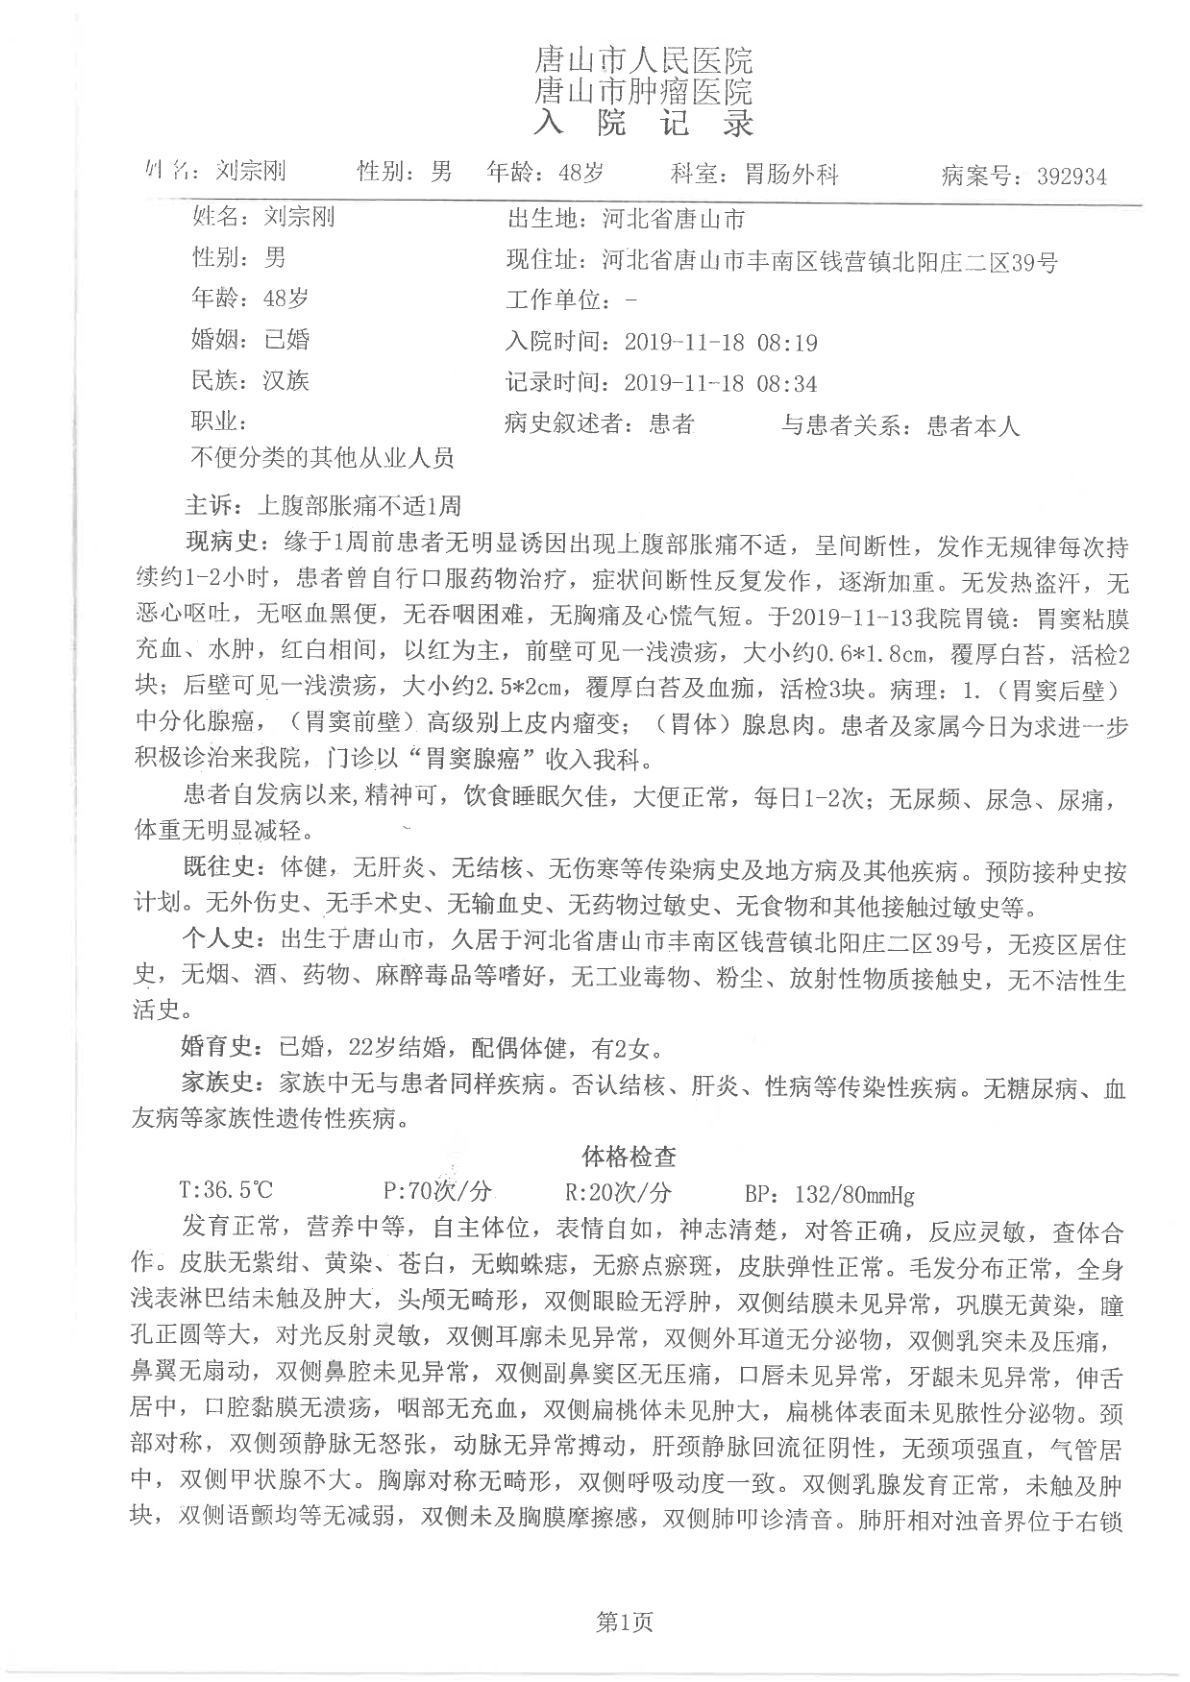 唐山市人民医院
唐山市肿瘤医院
入院记录
姓名：刘宗刚 性别：男 年龄：48岁 科室：胃肠外科 病案号：392934
姓名：刘宗刚 出生地：河北省唐山市
性别：男 现住址：河北省唐山市丰南区钱营镇北阳庄二区39号
年龄：48岁 工作单位：-
婚姻：已婚 入院时间：2019-11-18 08:19
民族：汉族 记录时间：2019-11-18 08:34
职业： 病史叙述者：患者 与患者关系：患者本人
不便分类的其他从业人员
主诉：上腹部胀痛不适1周
现病史：缘于1周前患者无明显诱因出现上腹部胀痛不适，呈间断性，发作无规律每次持
续约1-2小时，患者曾自行口服药物治疗，症状间断性反复发作，逐渐加重。无发热盗汗，无
恶心呕吐，无呕血黑便，无吞咽困难，无胸痛及心慌气短。于2019-11-13我院胃镜：胃窦粘膜
充血、水肿，红白相间，以红为主，前壁可见一浅溃疡，大小约0.6*1.8cm，覆厚白苔，活检2
块；后壁可见一浅溃疡，大小约2.5*2cm，覆厚白苔及血痂，活检3块。病理：1.（胃窦后壁）
中分化腺癌，（胃窦前壁）高级别上皮内瘤变；（胃体）腺息肉。患者及家属今日为求进一步
积极诊治来我院，门诊以“胃窦腺癌”收入我科。
患者自发病以来,精神可，饮食睡眠欠佳，大便正常，每日1-2次；无尿频、尿急、尿痛，
体重无明显减轻。
既往史：体健，无肝炎、无结核、无伤寒等传染病史及地方病及其他疾病。预防接种史按
计划。无外伤史、无手术史、无输血史、无药物过敏史、无食物和其他接触过敏史等。
个人史：出生于唐山市，久居于河北省唐山市丰南区钱营镇北阳庄二区39号，无疫区居住
史，无烟、酒、药物、麻醉毒品等嗜好，无工业毒物、粉尘、放射性物质接触史，无不洁性生
活史。
婚育史：已婚，22岁结婚，配偶体健，有2女。
家族史：家族中无与患者同样疾病。否认结核、肝炎、性病等传染性疾病。无糖尿病、血
友病等家族性遗传性疾病。
体格检查
T:36.5℃ P:70次/分 R:20次/分 BP：132/80mmHg
发育正常，营养中等，自主体位，表情自如，神志清楚，对答正确，反应灵敏，查体合
作。皮肤无紫绀、黄染、苍白，无蜘蛛痣，无瘀点瘀斑，皮肤弹性正常。毛发分布正常，全身
浅表淋巴结未触及肿大，头颅无畸形，双侧眼睑无浮肿，双侧结膜未见异常，巩膜无黄染，瞳
孔正圆等大，对光反射灵敏，双侧耳廓未见异常，双侧外耳道无分泌物，双侧乳突未及压痛，
鼻翼无扇动，双侧鼻腔未见异常，双侧副鼻窦区无压痛，口唇未见异常，牙龈未见异常，伸舌
居中，口腔黏膜无溃疡，咽部无充血，双侧扁桃体未见肿大，扁桃体表面未见脓性分泌物。颈
部对称，双侧颈静脉无怒张，动脉无异常搏动，肝颈静脉回流征阴性，无颈项强直，气管居
中，双侧甲状腺不大。胸廓对称无畸形，双侧呼吸动度一致。双侧乳腺发育正常，未触及肿
块，双侧语颤均等无减弱，双侧未及胸膜摩擦感，双侧肺叩诊清音。肺肝相对浊音界位于右锁
第1页